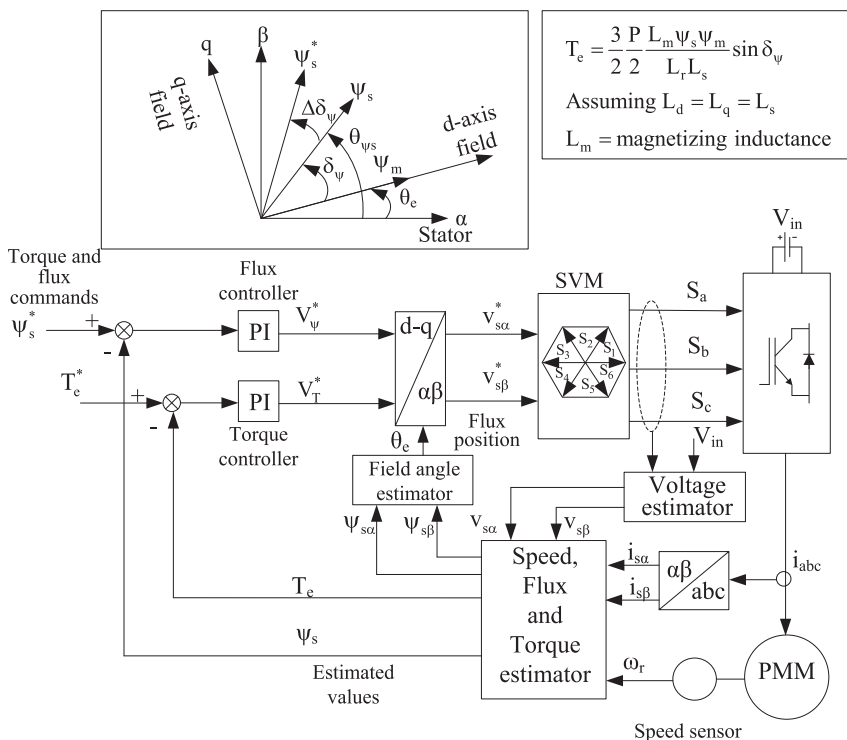 q
β
ψs*
q-axis field
Δδψ
ψs
θψs
d-axis field
δψ
ψm
θe
α
Stator
Te = 3/2 P/2 Lmψsψm/LrLs sin δψ
Assuming Ld = Lq = Ls
Lm = magnetizing inductance
Torque and
flux
commands
ψs*
+
-
Flux
controller
PI
Vψ*
Te*
+
-
PI
VT*
Torque
controller
d-q
αβ
vsα*
vsβ*
Flux
position
θe
Field angle
estimator
ψsα
ψsβ
SVM
S1
S2
S3
S4
S5
S6
Sa
Sb
Sc
Vin
+ -
Vin
Voltage
estimator
vsα
vsβ
Speed,
Flux
and
Torque
estimator
isα
isβ
αβ
abc
iabc
Te
ψs
Estimated
values
ωr
PMM
Speed sensor